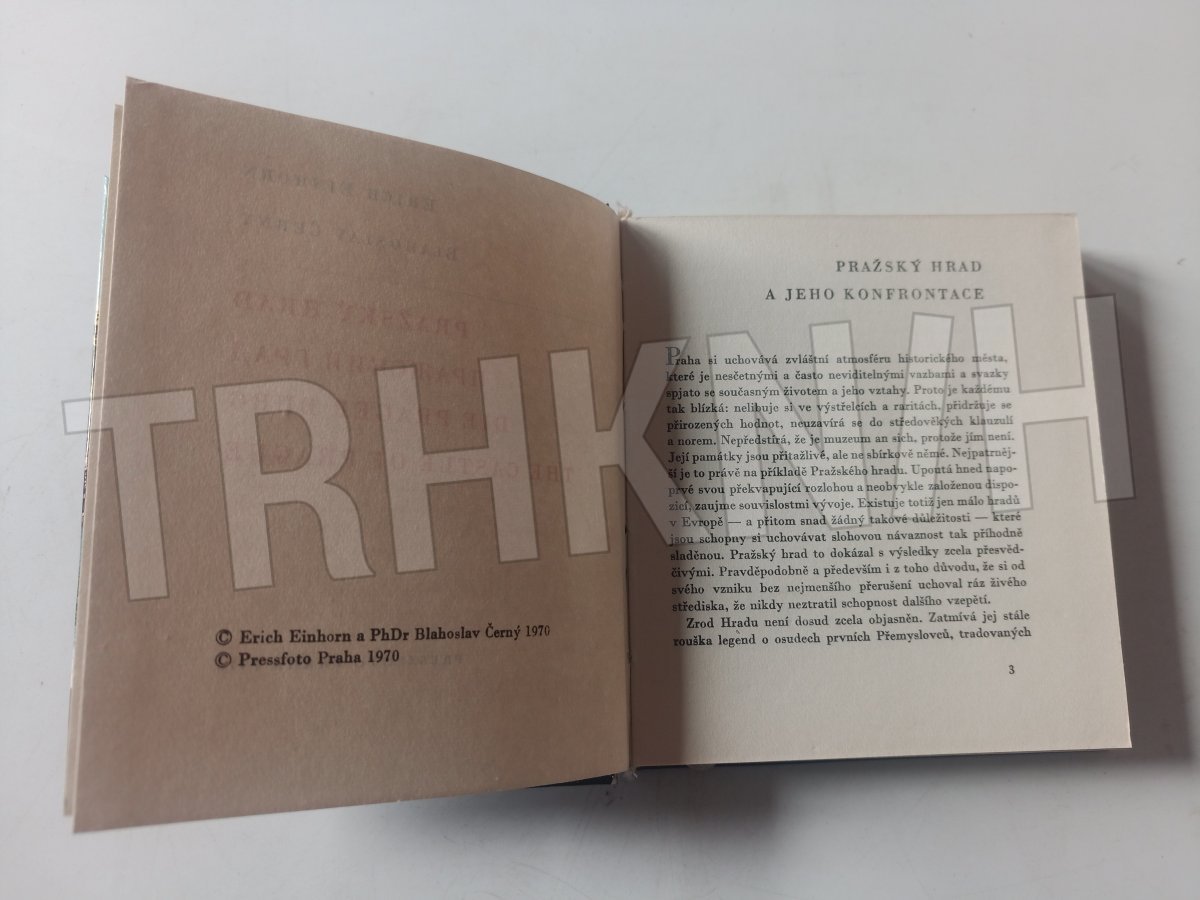 © Erich Einhorn a PhDr Blahoslav Černý 1970
© Pressfoto Praha 1970
PRAŽSKÝ HRAD
A JEHO KONFRONTACE
Praha si uchovává zvláštní atmosféru historického města,
které je nesčetnými a často neviditelnými vazbami a svazky
spjato se současným životem a jeho vztahy. Proto je každému
tak blízká: nelibuje si ve výstřelcích a raritách, přidržuje se
přirozených hodnot, neuzavírá se do středověkých klauzulí
a norem. Nepředstírá, že je muzeum an sich, protože jím není.
Její památky jsou přitažlivé, ale ne sbírkově němé. Nejpatrněj-
ší je to právě na příkladě Pražského hradu. Upoutá hned napo-
prvé svou překvapující rozlohou a neobvykle založenou dispo-
zicí, zaujme souvislostmi vývoje. Existuje totiž jen málo hradů
v Evropě — a přitom snad žádný takové důležitosti — které
jsou schopny si uchovávat slohovou návaznost tak příhodně
sladěnou. Pražský hrad to dokázal s výsledky zcela přesvěd-
čivými. Pravděpodobně a především i z toho důvodu, že si od
svého vzniku bez nejmenšího přerušení uchoval ráz živého
střediska, že nikdy neztratil schopnost dalšího vzepětí.
Zrod Hradu není dosud zcela objasněn. Zatmívá jej stále
rouška legend o osudech prvních Přemyslovců, tradovaných
3
TRHKNIH